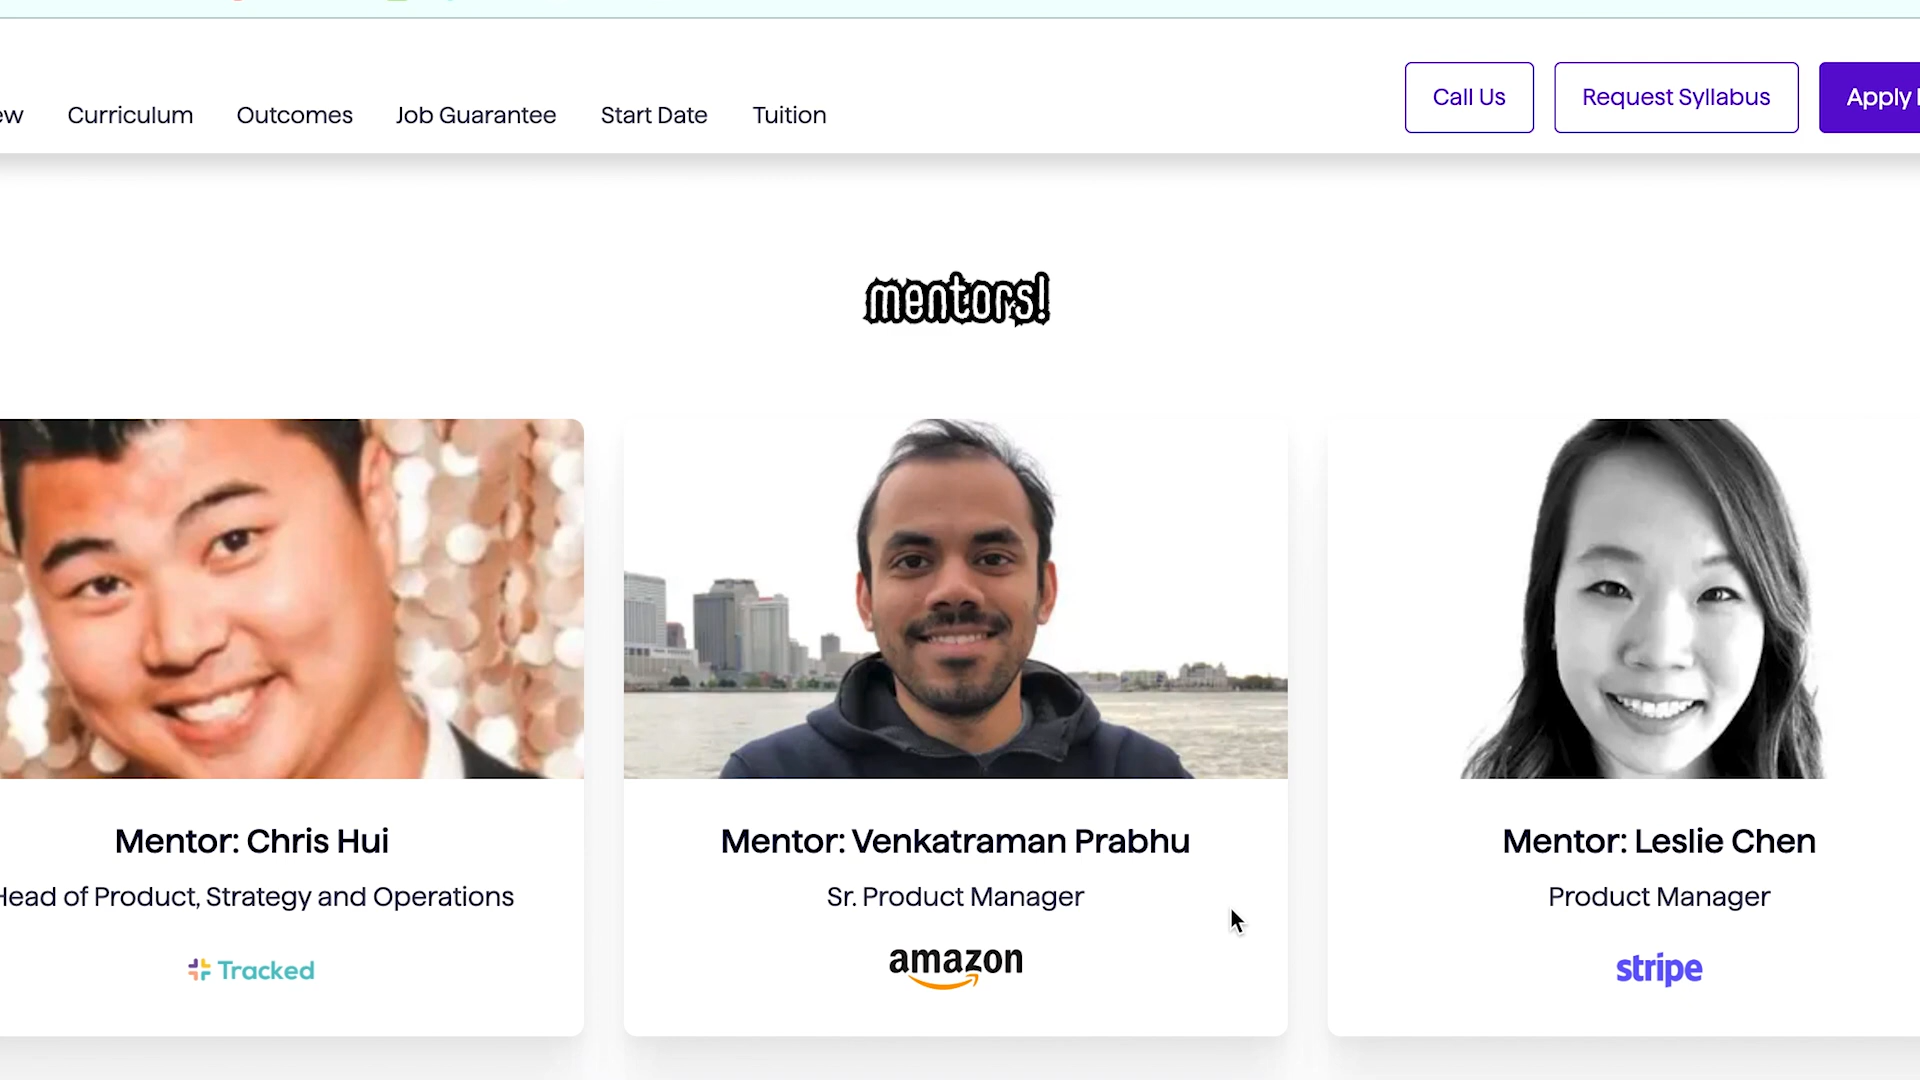 ew Curriculum Outcomes Job Guarantee Start Date Tuition
Call Us Request Syllabus Apply
mentors!
Mentor: Chris Hui
Head of Product, Strategy and Operations
Tracked
Mentor: Venkatraman Prabhu
Sr. Product Manager
amazon
Mentor: Leslie Chen
Product Manager
stripe